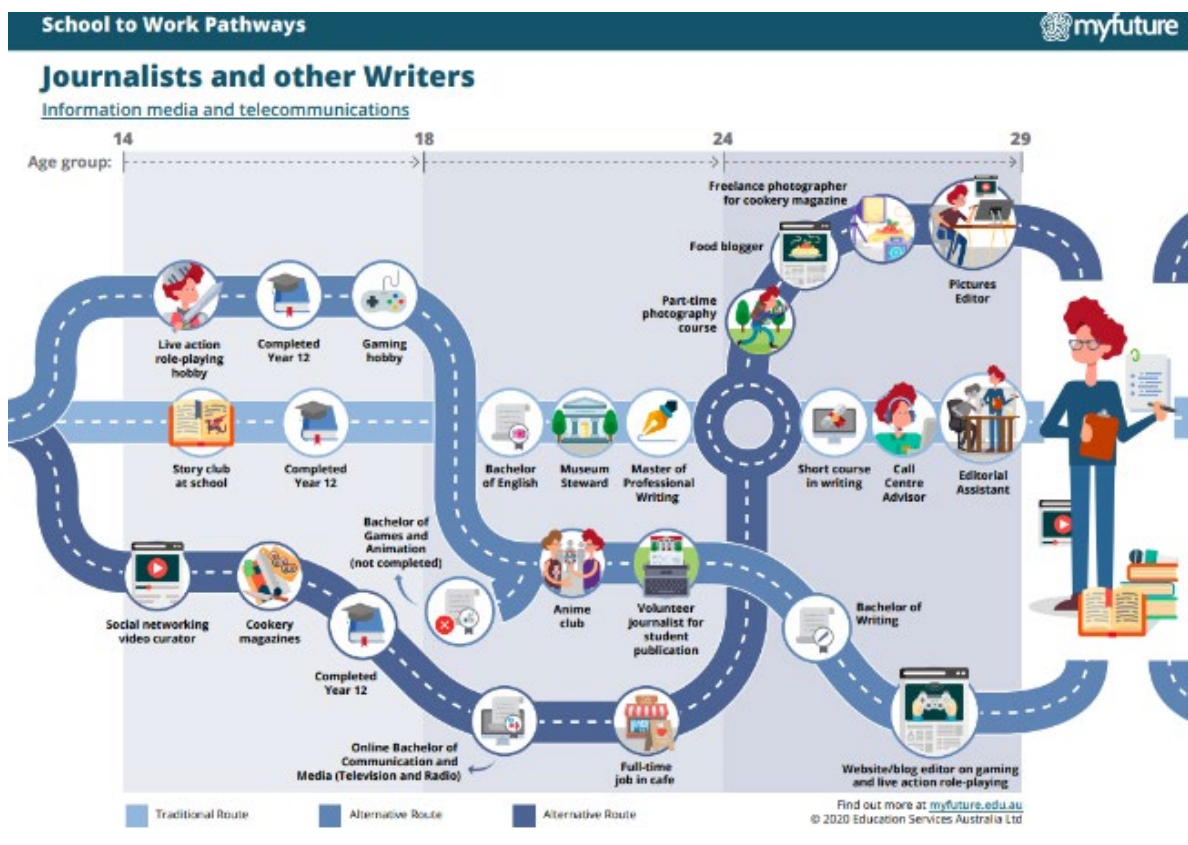 School to Work Pathways
myfuture
Journalists and other Writers
Information media and telecommunications
14
18
24
29
Age group:
Freelance photographer
for cookery magazine
Food blogger
Pictures
Editor
Part-time
photography
course
Live action
role-playing
hobby
Completed
Year 12
Gaming
hobby
Story club
at school
Completed
Year 12
Bachelor
of English
Museum
Steward
Master of
Professional
Writing
Short course
in writing
Call
Centre
Advisor
Editorial
Assistant
Bachelor of
Games and
Animation
(not completed)
Social networking
video curator
Cookery
magazines
Anime
club
Volunteer
journalist for
student
publication
Bachelor of
Writing
Completed
Year 12
Online Bachelor of
Communication and
Media (Television and Radio)
Full-time
job in cafe
Website/blog editor on gaming
and live action role-playing
Traditional Route
Alternative Route
Alternative Route
Find out more at myfuture.edu.au
© 2020 Education Services Australia Ltd